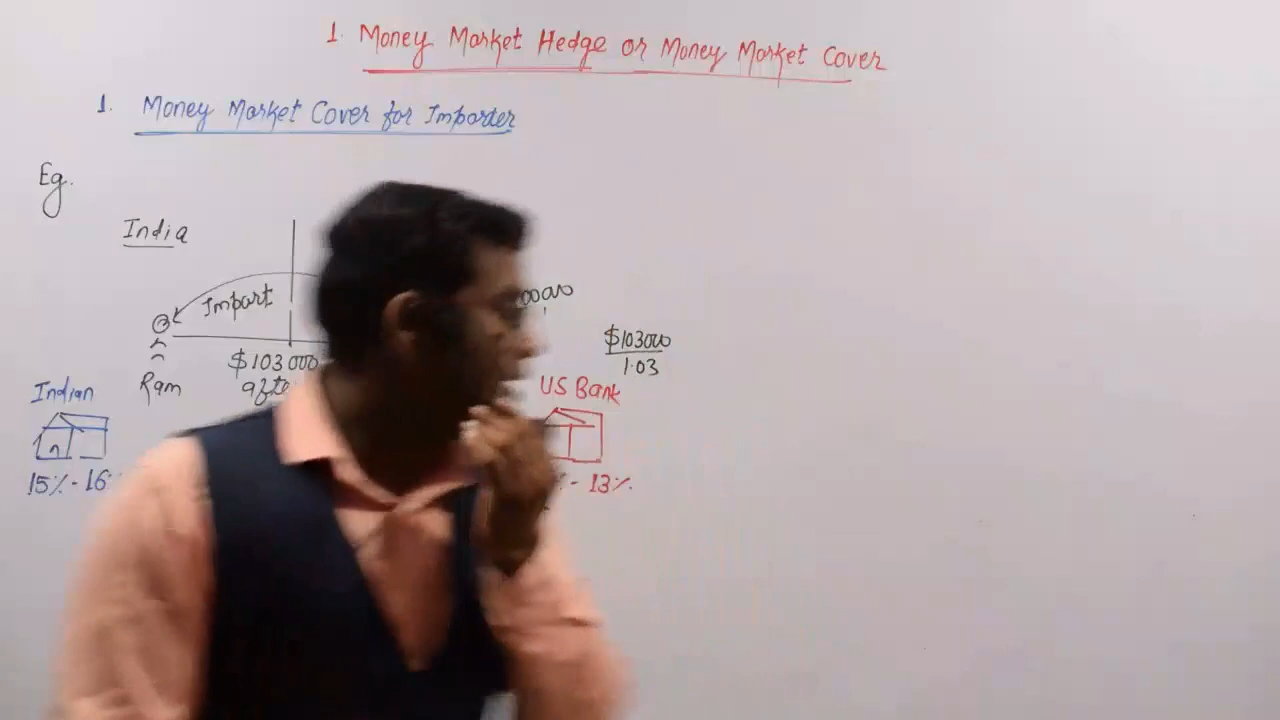 1. Money Market Hedge or Money Market Cover
1. Money Market Cover for Importer
Eg.
India
Import
$103000
Ram
$103000
1.03
Indian
US Bank
15% - 16
- 13%